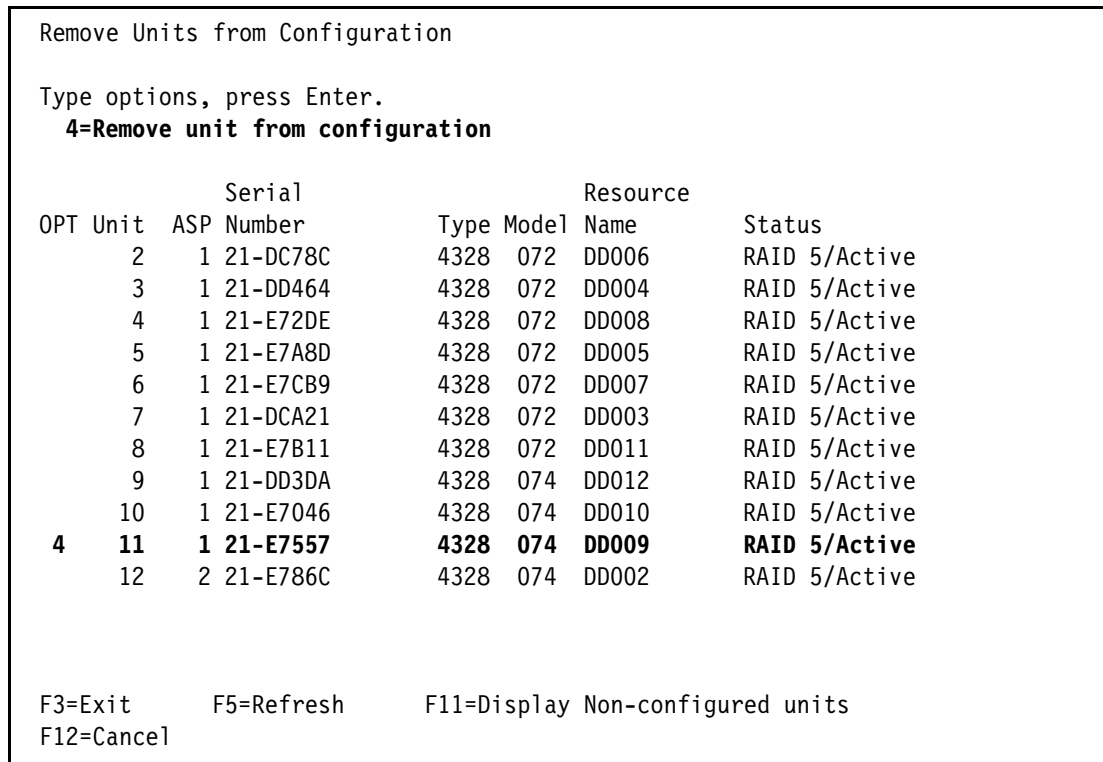 Remove Units from Configuration
Type options, press Enter.
4=Remove unit from configuration
Serial Resource
OPT Unit ASP Number Type Model Name Status
2 1 21-DC78C 4328 072 DD006 RAID 5/Active
3 1 21-DD464 4328 072 DD004 RAID 5/Active
4 1 21-E72DE 4328 072 DD008 RAID 5/Active
5 1 21-E7A8D 4328 072 DD005 RAID 5/Active
6 1 21-E7CB9 4328 072 DD007 RAID 5/Active
7 1 21-DCA21 4328 072 DD003 RAID 5/Active
8 1 21-E7B11 4328 072 DD011 RAID 5/Active
9 1 21-DD3DA 4328 074 DD012 RAID 5/Active
10 1 21-E7046 4328 074 DD010 RAID 5/Active
4 11 1 21-E7557 4328 074 DD009 RAID 5/Active
12 2 21-E786C 4328 074 DD002 RAID 5/Active
F3=Exit F5=Refresh F11=Display Non-configured units
F12=Cancel